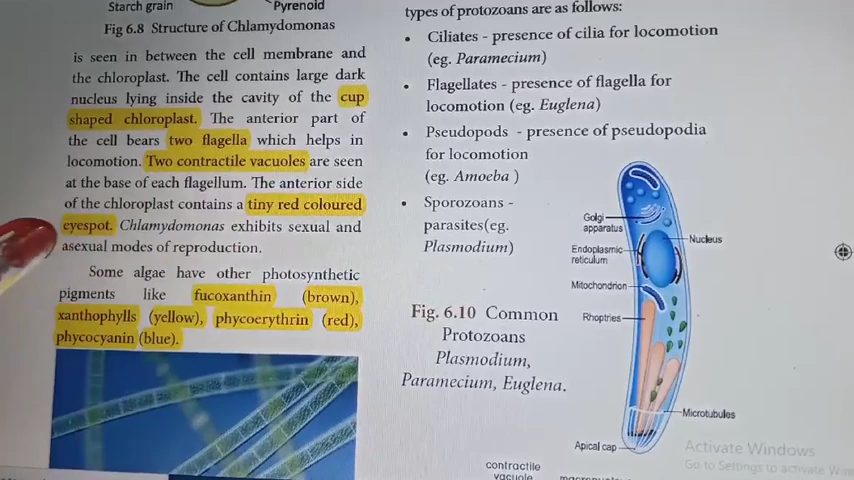 Starch grain
Pyrenoid
Fig 6.8 Structure of Chlamydomonas
is seen in between the cell membrane and
the chloroplast. The cell contains large dark
nucleus lying inside the cavity of the cup
shaped chloroplast. The anterior part of
the cell bears two flagella which helps in
locomotion. Two contractile vacuoles are seen
at the base of each flagellum. The anterior side
of the chloroplast contains a tiny red coloured
eyespot. Chlamydomonas exhibits sexual and
asexual modes of reproduction.
Some algae have other photosynthetic
pigments like fucoxanthin (brown),
xanthophylls (yellow), phycoerythrin (red),
phycocyanin (blue).
types of protozoans are as follows:
• Ciliates - presence of cilia for locomotion
(eg. Paramecium)
• Flagellates - presence of flagella for
locomotion (eg. Euglena)
• Pseudopods - presence of pseudopodia
for locomotion
(eg. Amoeba )
• Sporozoans -
parasites(eg.
Plasmodium)
Fig. 6.10 Common
Protozoans
Plasmodium,
Paramecium, Euglena.
Golgi
apparatus
Nucleus
Endoplasmic
reticulum
Mitochondrion
Rhoptries
Microtubules
Apical cap
contractile
vacuole
Activate Windows
Go to Settings to activate